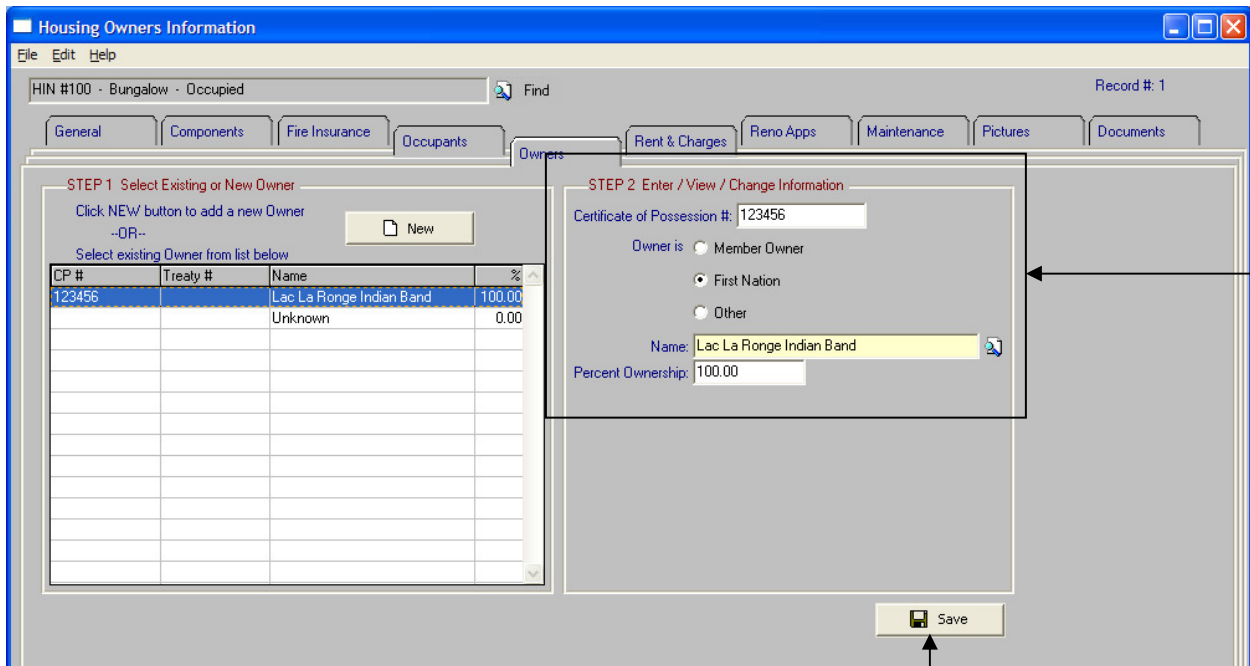 Housing Owners Information
File Edit Help
HIN #100 - Bungalow - Occupied
Find
Record #: 1
General
Components
Fire Insurance
Occupants
Owners
Rent & Charges
Reno Apps
Maintenance
Pictures
Documents
STEP 1 Select Existing or New Owner
Click NEW button to add a new Owner
--OR--
Select existing Owner from list below
New
CP # Treaty # Name %
123456 Lac La Ronge Indian Band 100.00
Unknown 0.00
STEP 2 Enter / View / Change Information
Certificate of Possession #: 123456
Owner is Member Owner
First Nation
Other
Name: Lac La Ronge Indian Band
Percent Ownership: 100.00
Save